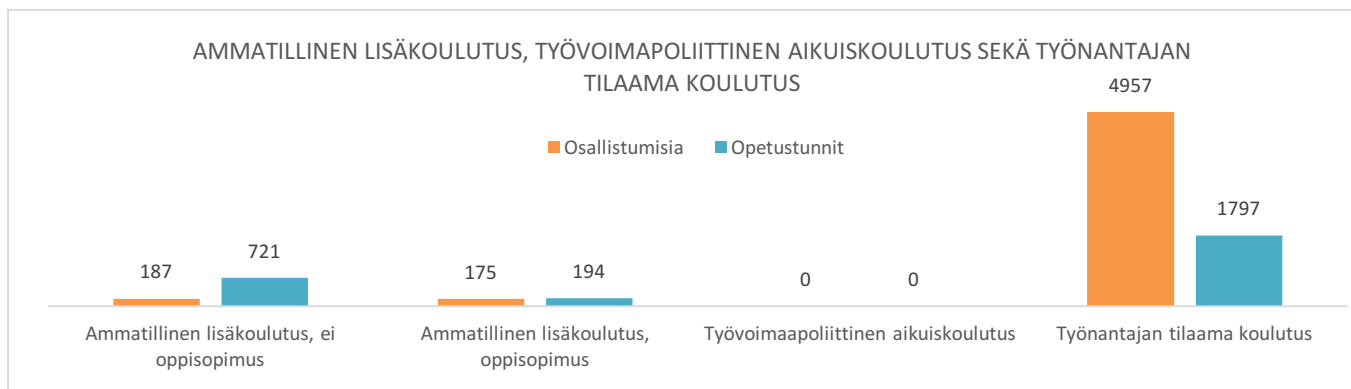 AMMATILLINEN LISÄKOULUTUS, TYÖVOIMAPOLIITTINEN AIKUISKOULUTUS SEKÄ TYÖNANTAJAN
TILAAMA KOULUTUS
Osallistumisia Opetustunnit
187 721 175 194 0 0 4957 1797
Ammatillinen lisäkoulutus, ei
oppisopimus
Ammatillinen lisäkoulutus,
oppisopimus
Työvoimaapoliittinen aikuiskoulutus
Työnantajan tilaama koulutus